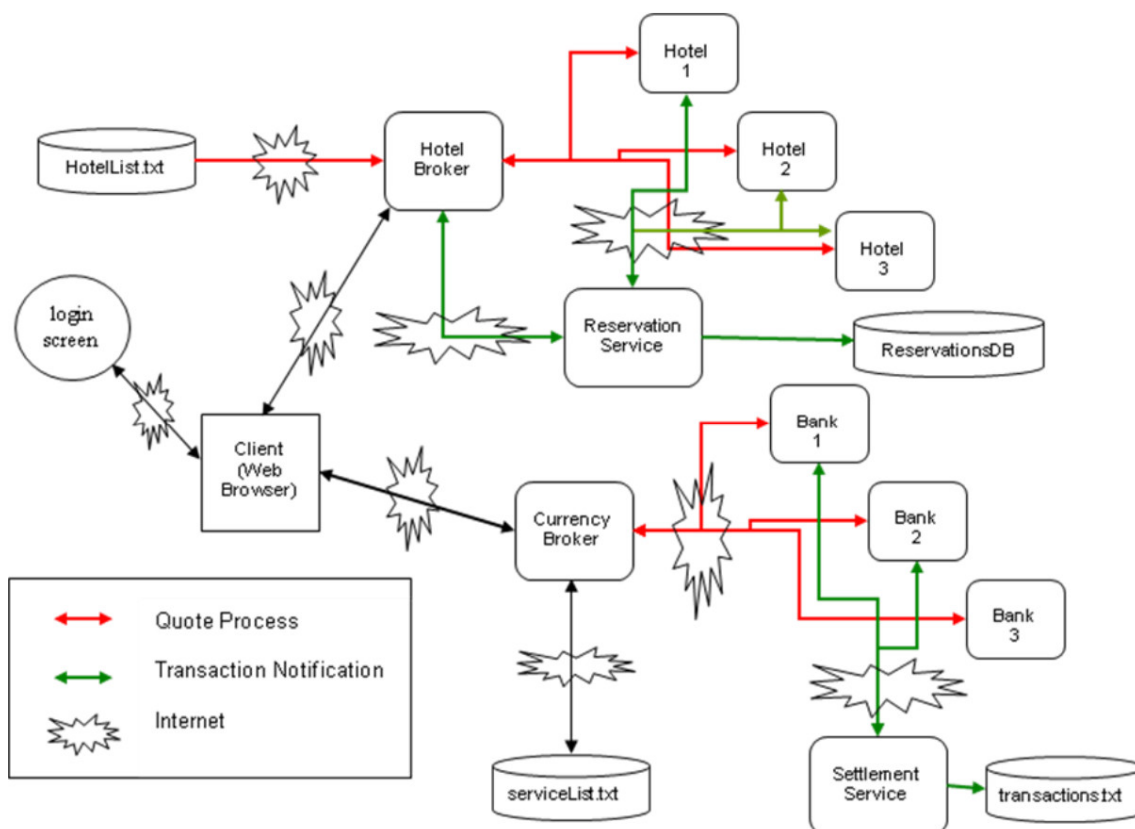 Hotel
1
HotelList.txt
Hotel
Broker
Hotel
2
Hotel
3
login
screen
Reservation
Service
ReservationsDB
Client
(Web
Browser)
Bank
1
Currency
Broker
Bank
2
Bank
3
Quote Process
Transaction Notification
Internet
serviceList.txt
Settlement
Service
transactions.txt